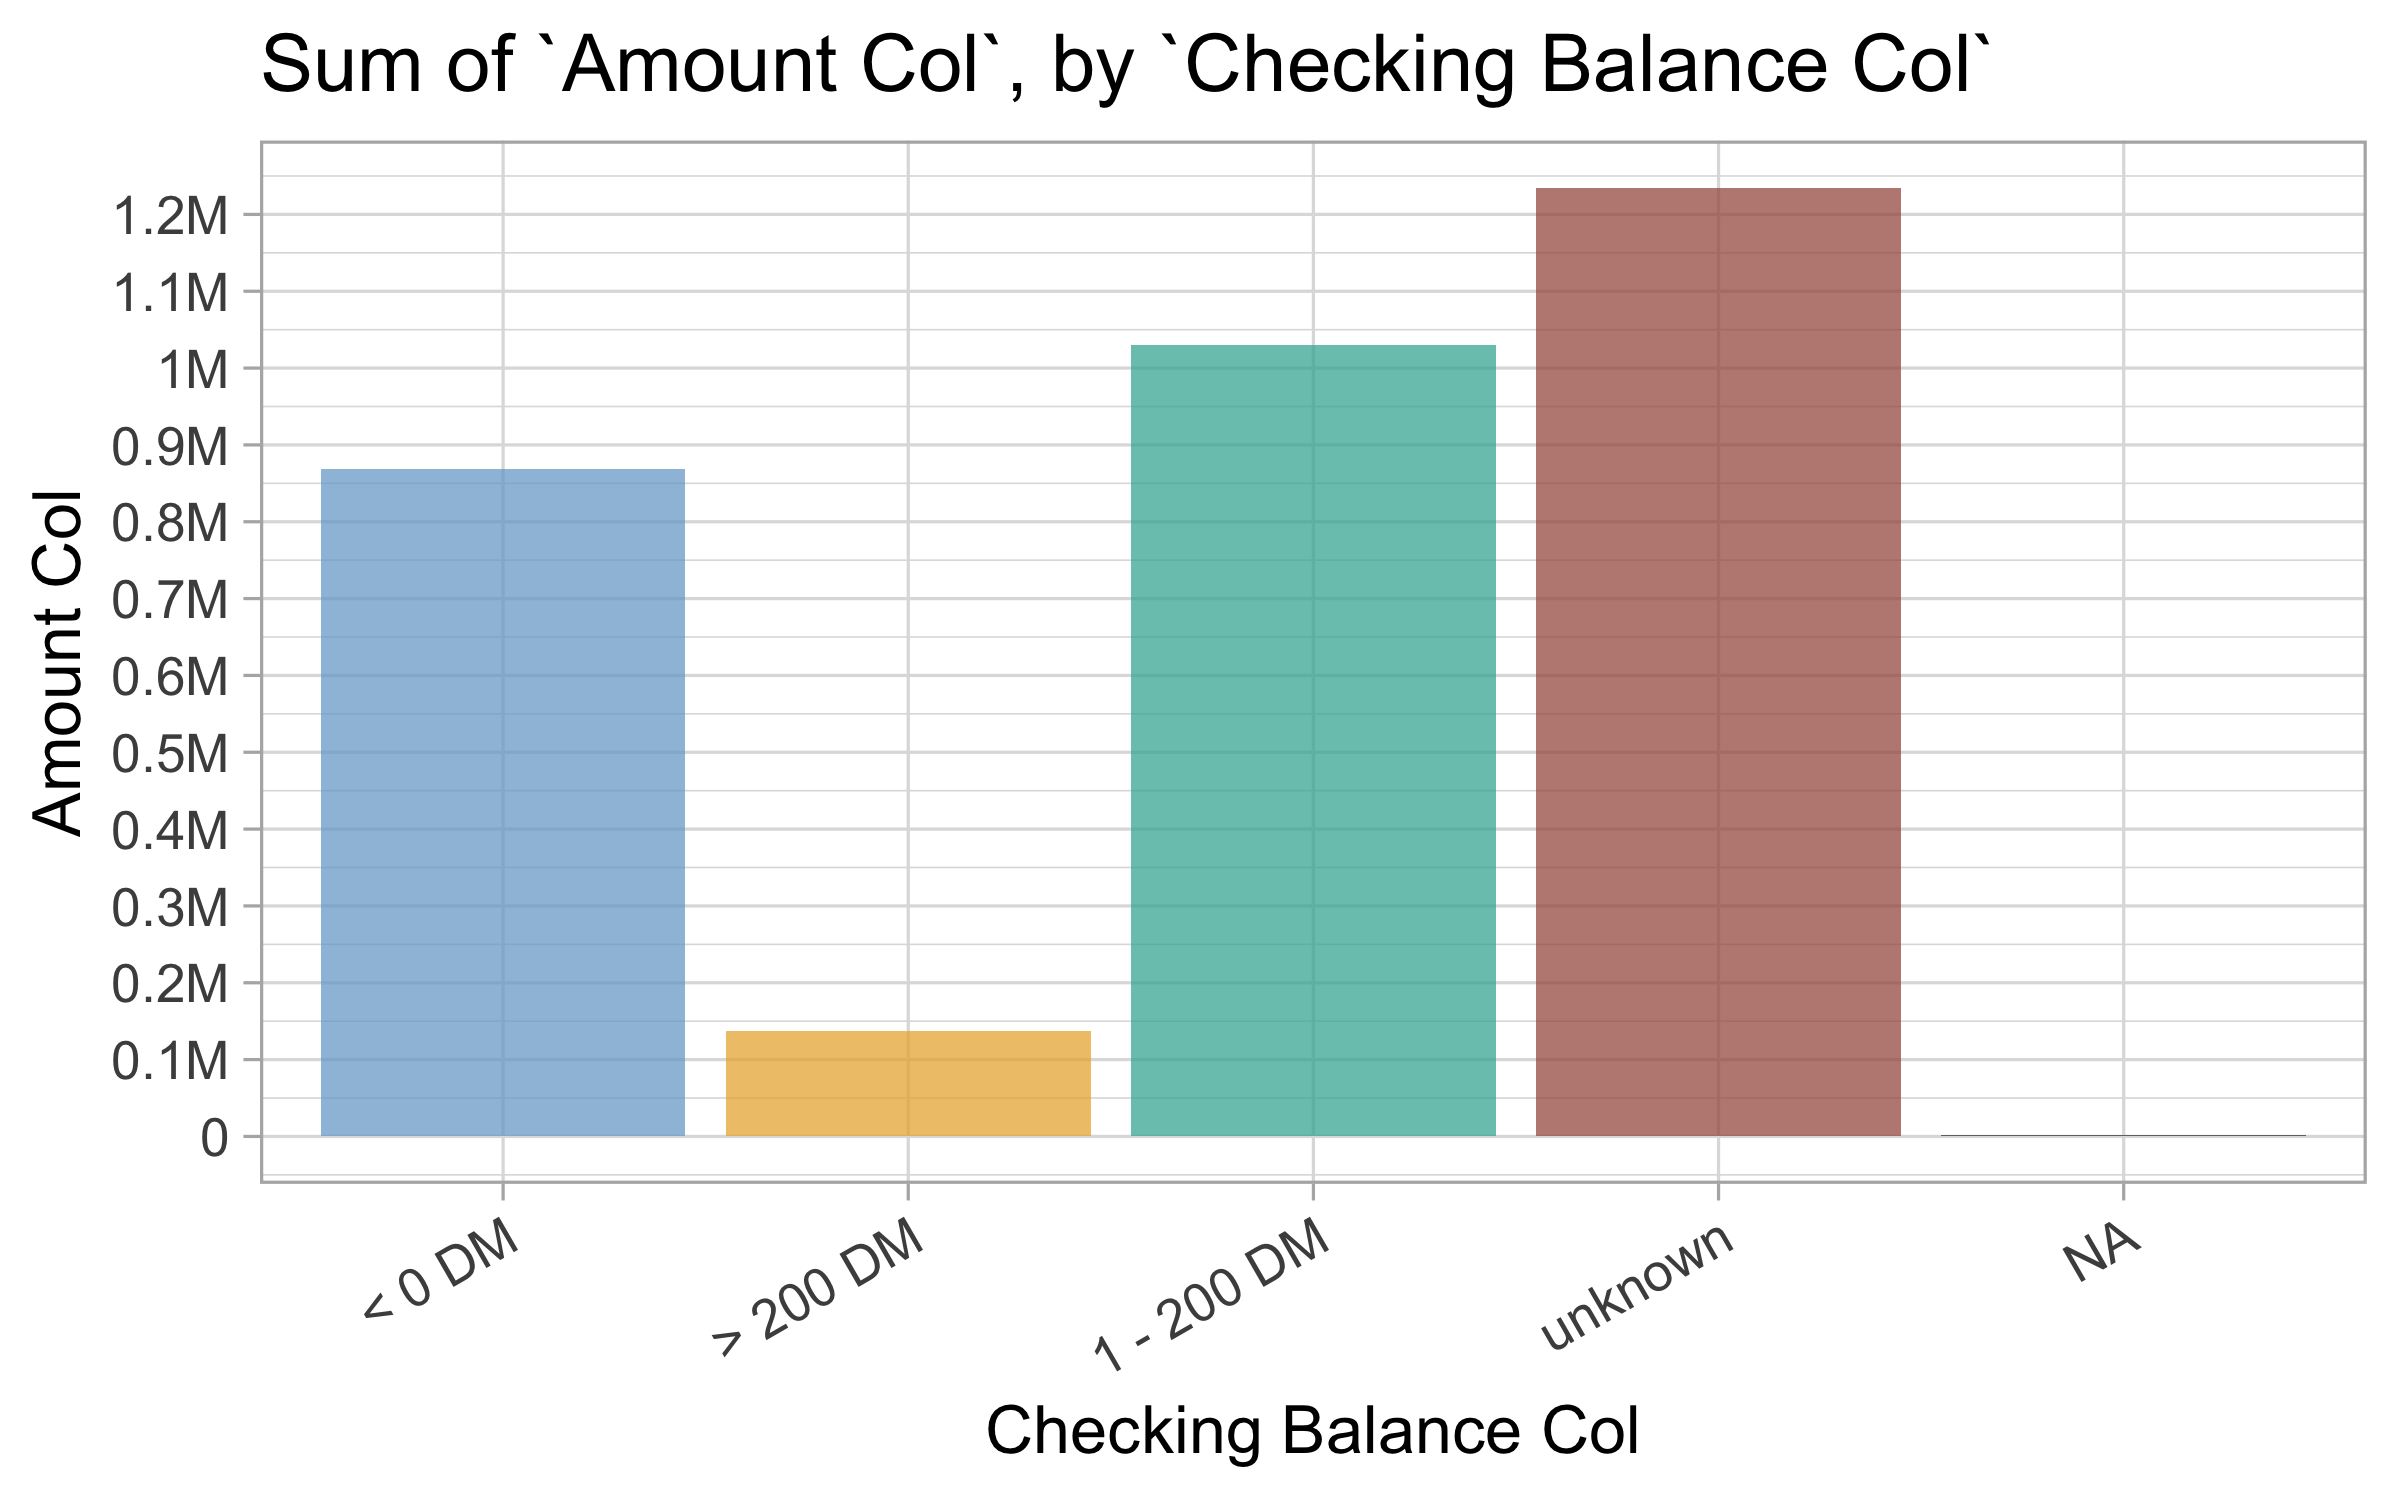 Sum of `Amount Col`, by `Checking Balance Col`
Amount Col
1.2M
1.1M
1M
0.9M
0.8M
0.7M
0.6M
0.5M
0.4M
0.3M
0.2M
0.1M
0
< 0 DM
> 200 DM
1 - 200 DM
unknown
NA
Checking Balance Col